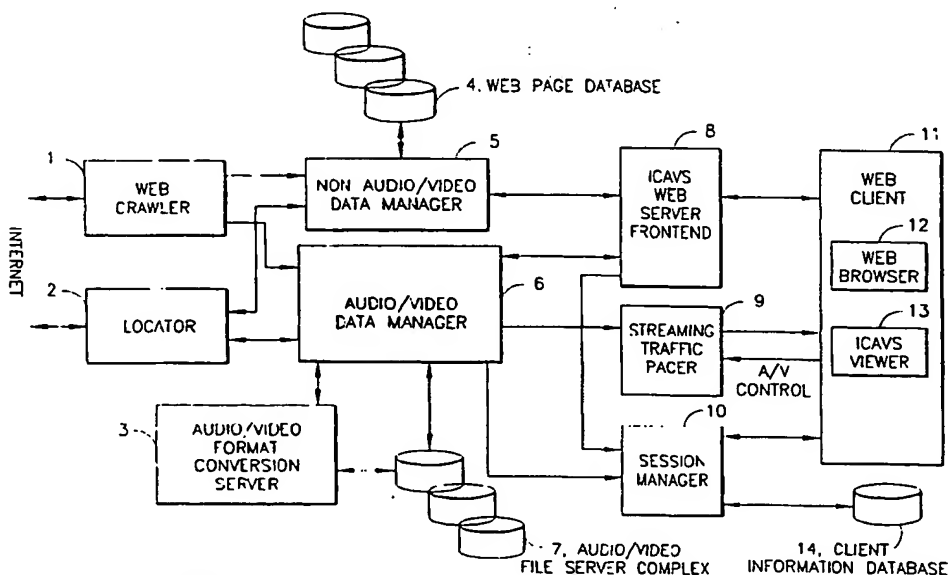 4, WEB PAGE DATABASE
1
WEB
CRAWLER
5
NON AUDIO/VIDEO
DATA MANAGER
8
ICAVS
WEB
SERVER
FRONTEND
11
WEB
CLIENT
12
WEB
BROWSER
INTERNET
2
LOCATOR
AUDIO/VIDEO
DATA MANAGER
6
9
STREAMING
TRAFFIC
PACER
13
ICAVS
VIEWER
A/V
CONTROL
3
AUDIO/VIDEO
FORMAT
CONVERSION
SERVER
10
SESSION
MANAGER
7, AUDIO/VIDEO
FILE SERVER COMPLEX
14, CLIENT
INFORMATION DATABASE